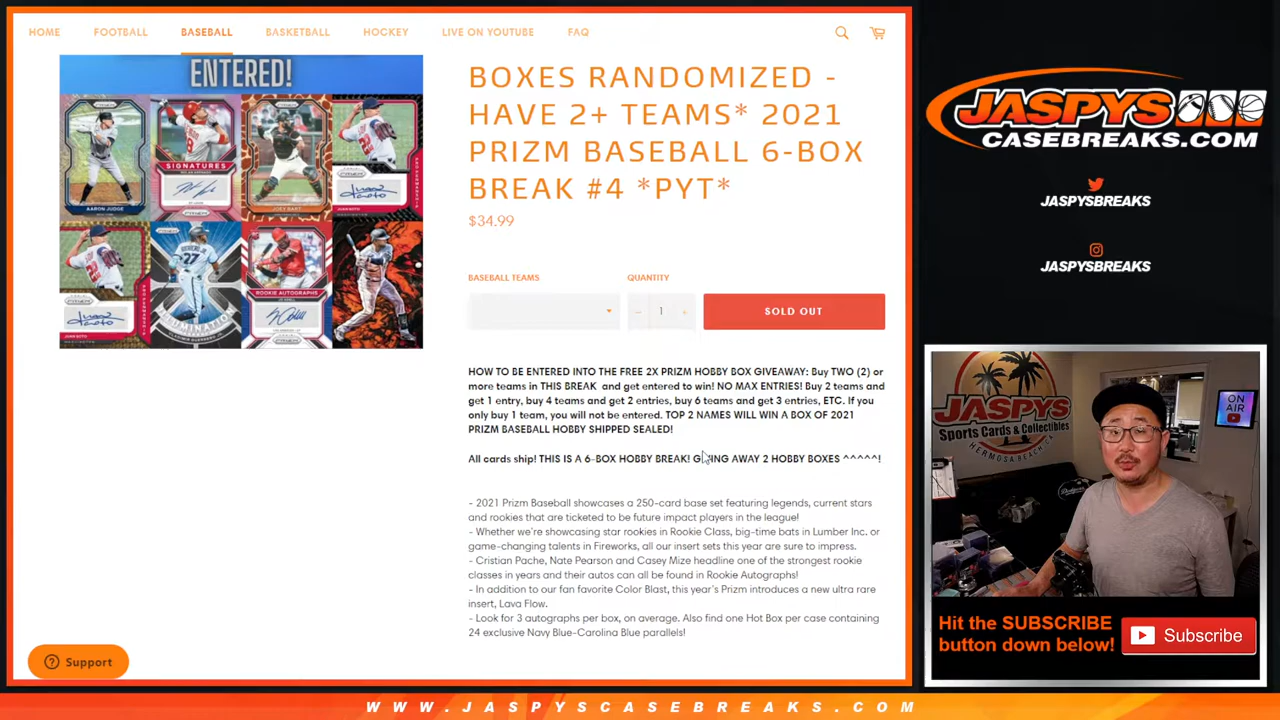 HOME FOOTBALL BASEBALL BASKETBALL HOCKEY LIVE ON YOUTUBE FAQ
ENTERED!
AARON JUDGE
SIGNATURES
JOEY BART
ROOKIE AUTOGRAPHS
JO ADELL
BOXES RANDOMIZED -
HAVE 2+ TEAMS* 2021
PRIZM BASEBALL 6-BOX
BREAK #4 *PYT*
$34.99
BASEBALL TEAMS QUANTITY
− 1 +
SOLD OUT
HOW TO BE ENTERED INTO THE FREE 2X PRIZM HOBBY BOX GIVEAWAY: Buy TWO (2) or
more teams in THIS BREAK and get entered to win! NO MAX ENTRIES! Buy 2 teams and
get 1 entry, buy 4 teams and get 2 entries, buy 6 teams and get 3 entries, ETC. If you
only buy 1 team, you will not be entered. TOP 2 NAMES WILL WIN A BOX OF 2021
PRIZM BASEBALL HOBBY SHIPPED SEALED!
All cards ship! THIS IS A 6-BOX HOBBY BREAK! GIVING AWAY 2 HOBBY BOXES ^^^^^!
- 2021 Prizm Baseball showcases a 250-card base set featuring legends, current stars
and rookies that are ticketed to be future impact players in the league!
- Whether we're showcasing star rookies in Rookie Class, big-time bats in Lumber Inc. or
game-changing talents in Fireworks, all our insert sets this year are sure to impress.
- Cristian Pache, Nate Pearson and Casey Mize headline one of the strongest rookie
classes in years and their autos can all be found in Rookie Autographs!
- In addition to our fan favorite Color Blast, this year's Prizm introduces a new ultra rare
insert, Lava Flow.
- Look for 3 autographs per box, on average. Also find one Hot Box per case containing
24 exclusive Navy Blue-Carolina Blue parallels!
Support
JASPYS
CASEBREAKS.COM
JASPYSBREAKS
JASPYSBREAKS
JASPYS
Sports Cards & Collectibles
HERMOSA BEACH
ON
AIR
Dodgers
Hit the SUBSCRIBE
button down below!
Subscribe
WWW.JASPYSCASEBREAKS.COM